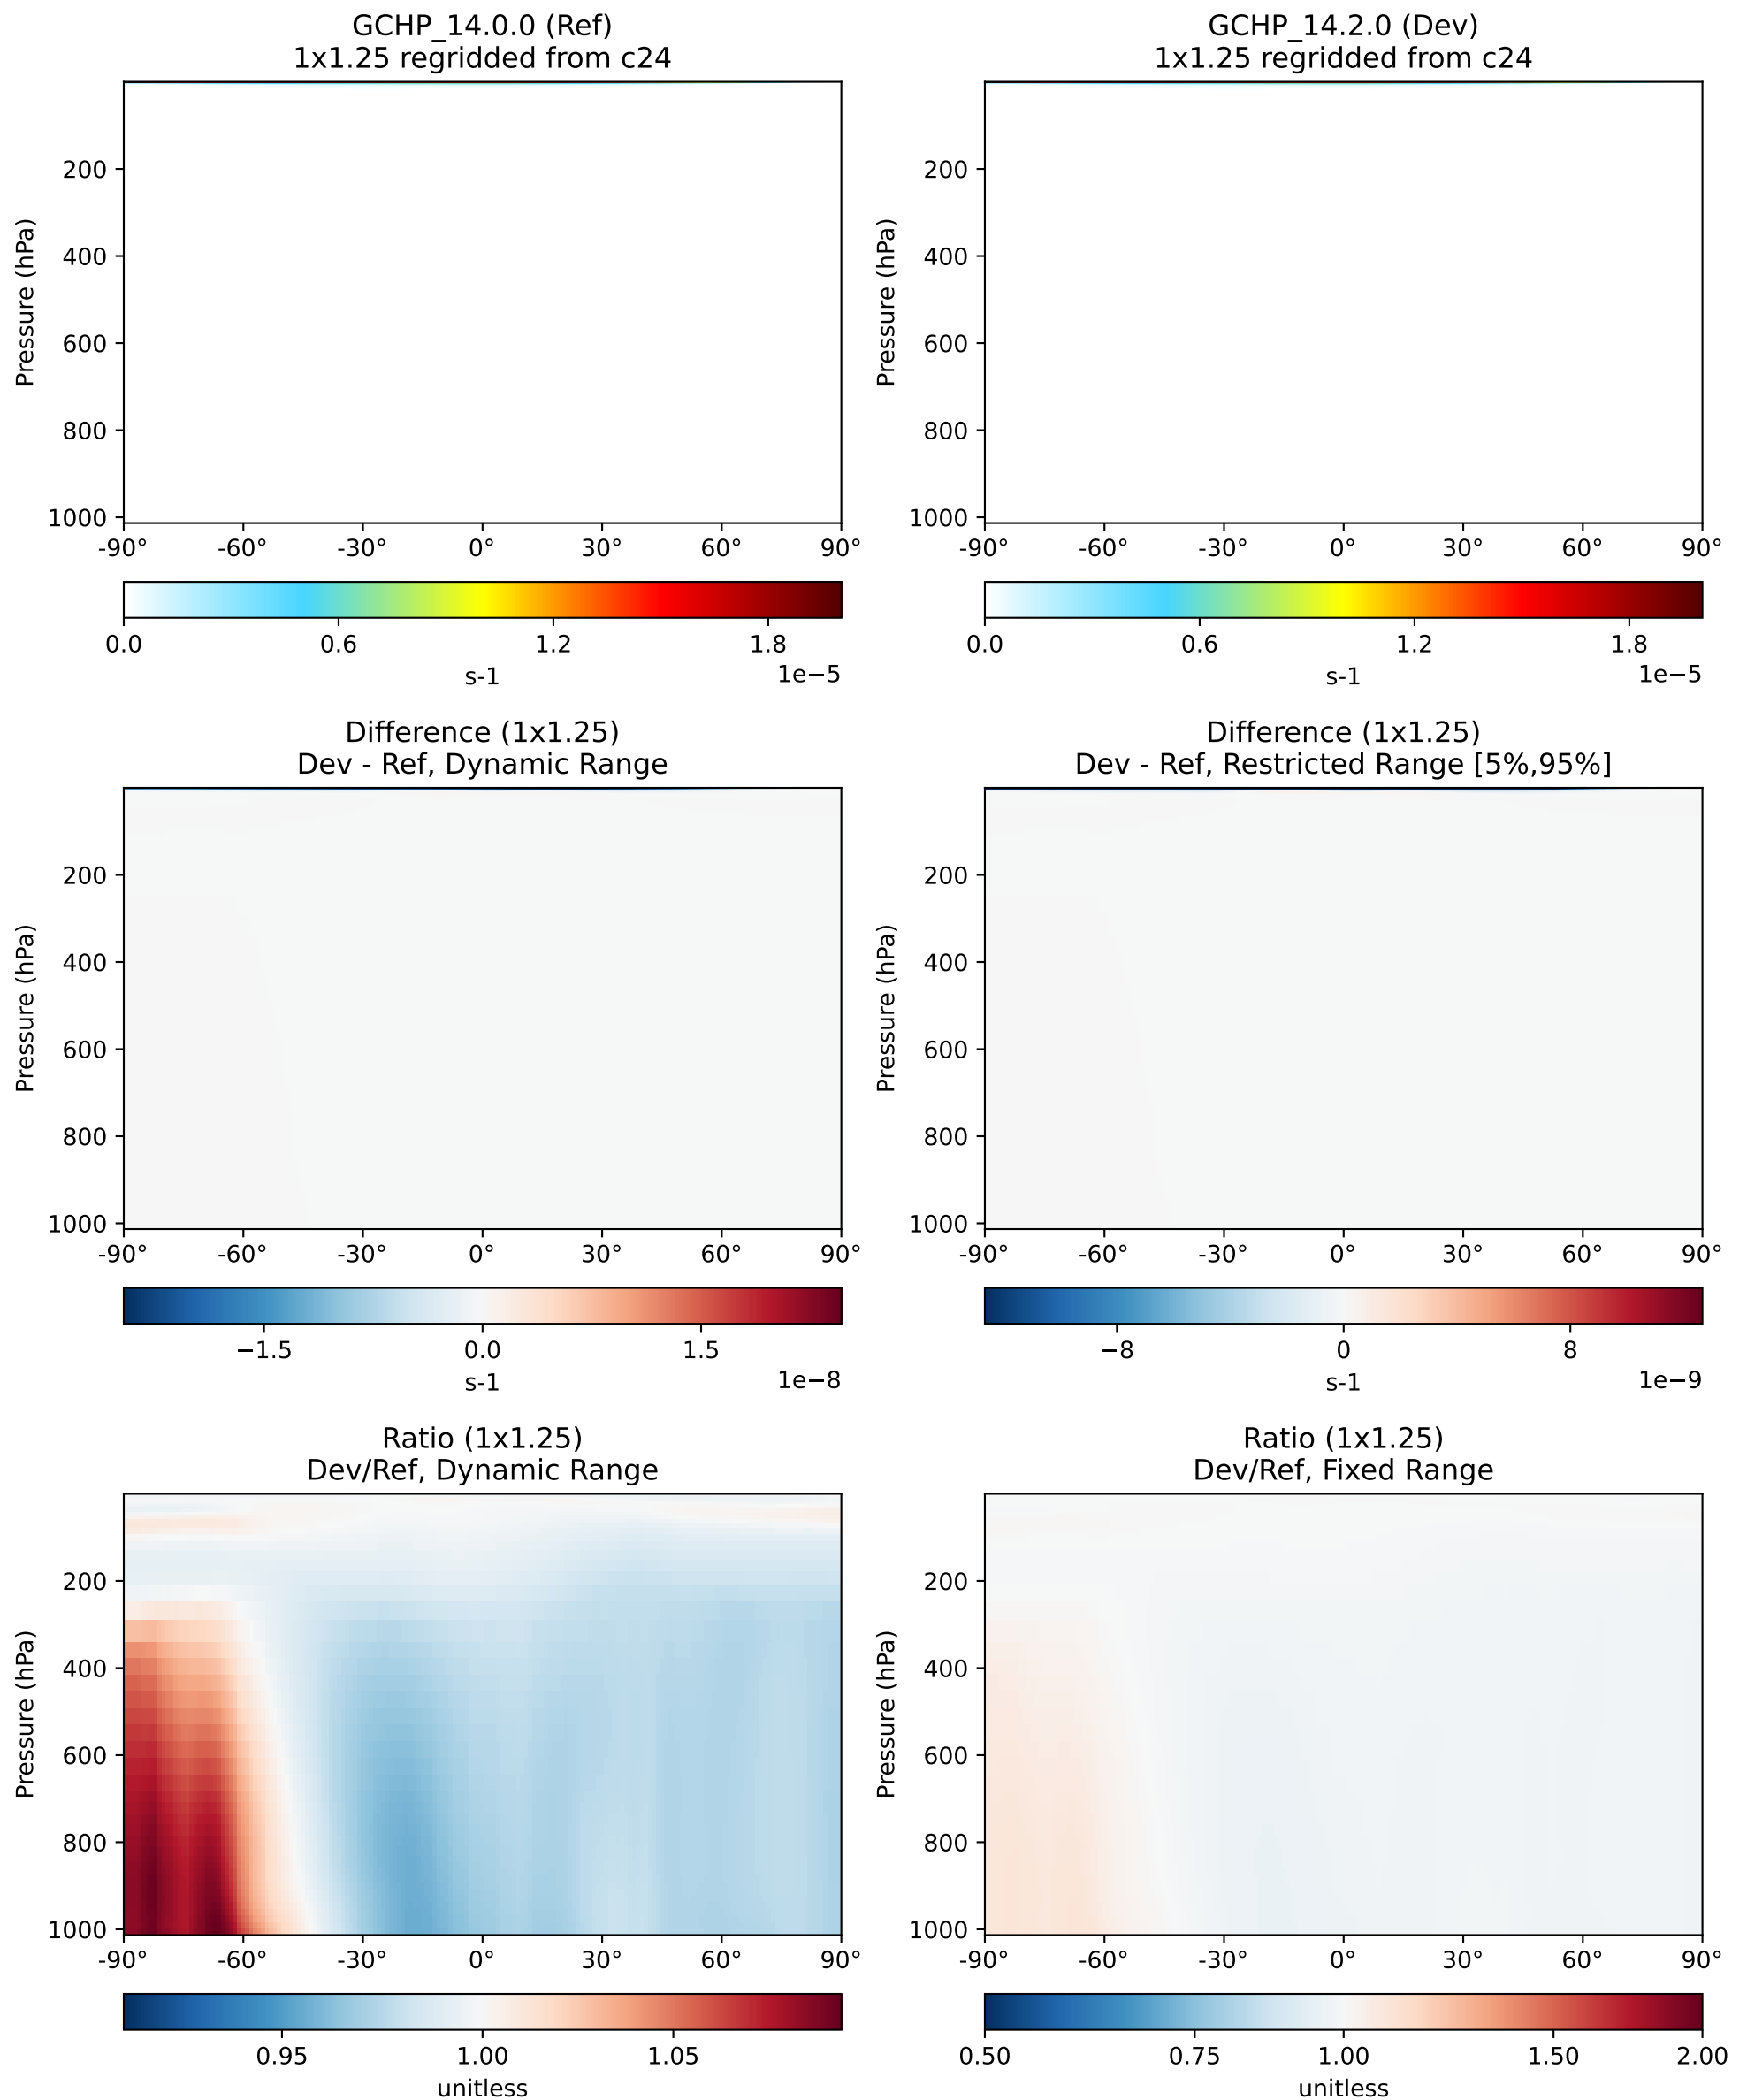 GCHP_14.0.0 (Ref)
1x1.25 regridded from c24
Pressure (hPa)
200
400
600
800
1000
-90° -60° -30° 0° 30° 60° 90°
0.0 0.6 1.2 1.8
1e−5
s-1
GCHP_14.2.0 (Dev)
1x1.25 regridded from c24
Pressure (hPa)
200
400
600
800
1000
-90° -60° -30° 0° 30° 60° 90°
0.0 0.6 1.2 1.8
1e−5
s-1
Difference (1x1.25)
Dev - Ref, Dynamic Range
Pressure (hPa)
200
400
600
800
1000
-90° -60° -30° 0° 30° 60° 90°
−1.5 0.0 1.5
1e−8
s-1
Difference (1x1.25)
Dev - Ref, Restricted Range [5%,95%]
Pressure (hPa)
200
400
600
800
1000
-90° -60° -30° 0° 30° 60° 90°
−8 0 8
1e−9
s-1
Ratio (1x1.25)
Dev/Ref, Dynamic Range
Pressure (hPa)
200
400
600
800
1000
-90° -60° -30° 0° 30° 60° 90°
0.95 1.00 1.05
unitless
Ratio (1x1.25)
Dev/Ref, Fixed Range
Pressure (hPa)
200
400
600
800
1000
-90° -60° -30° 0° 30° 60° 90°
0.50 0.75 1.00 1.50 2.00
unitless